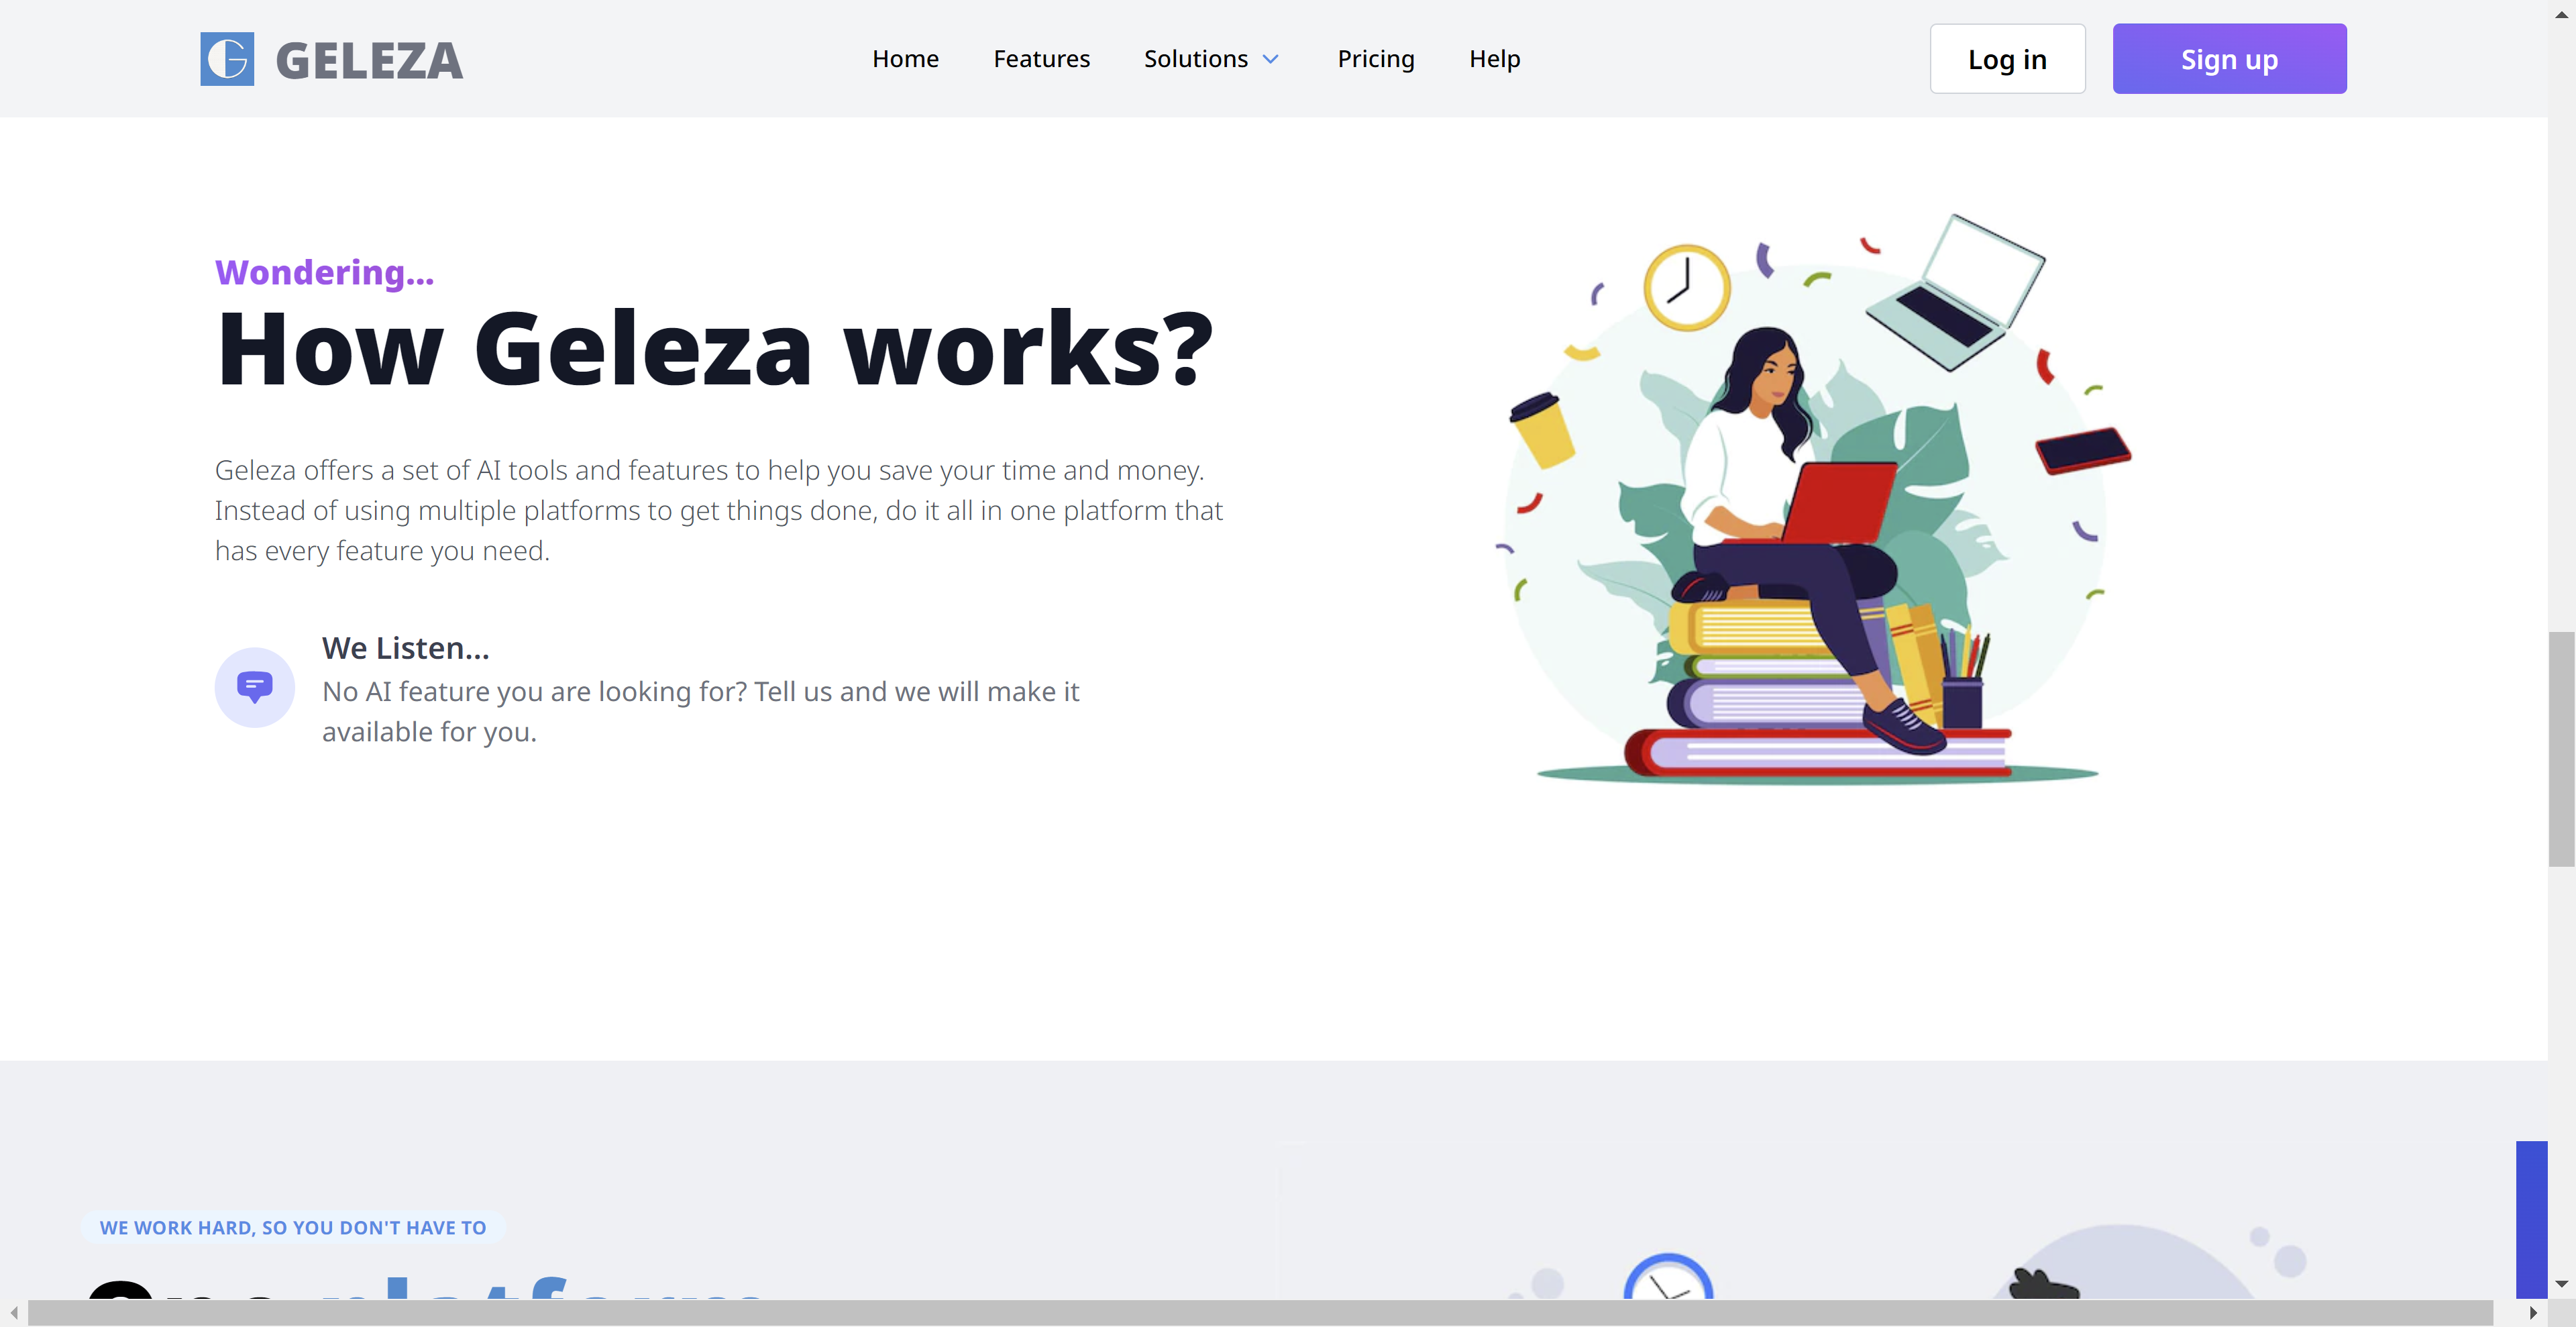 GELEZA
Home Features Solutions Pricing Help
Log in
Sign up
Wondering...
How Geleza works?
Geleza offers a set of AI tools and features to help you save your time and money.
Instead of using multiple platforms to get things done, do it all in one platform that
has every feature you need.
We Listen...
No AI feature you are looking for? Tell us and we will make it
available for you.
WE WORK HARD, SO YOU DON'T HAVE TO
One platform